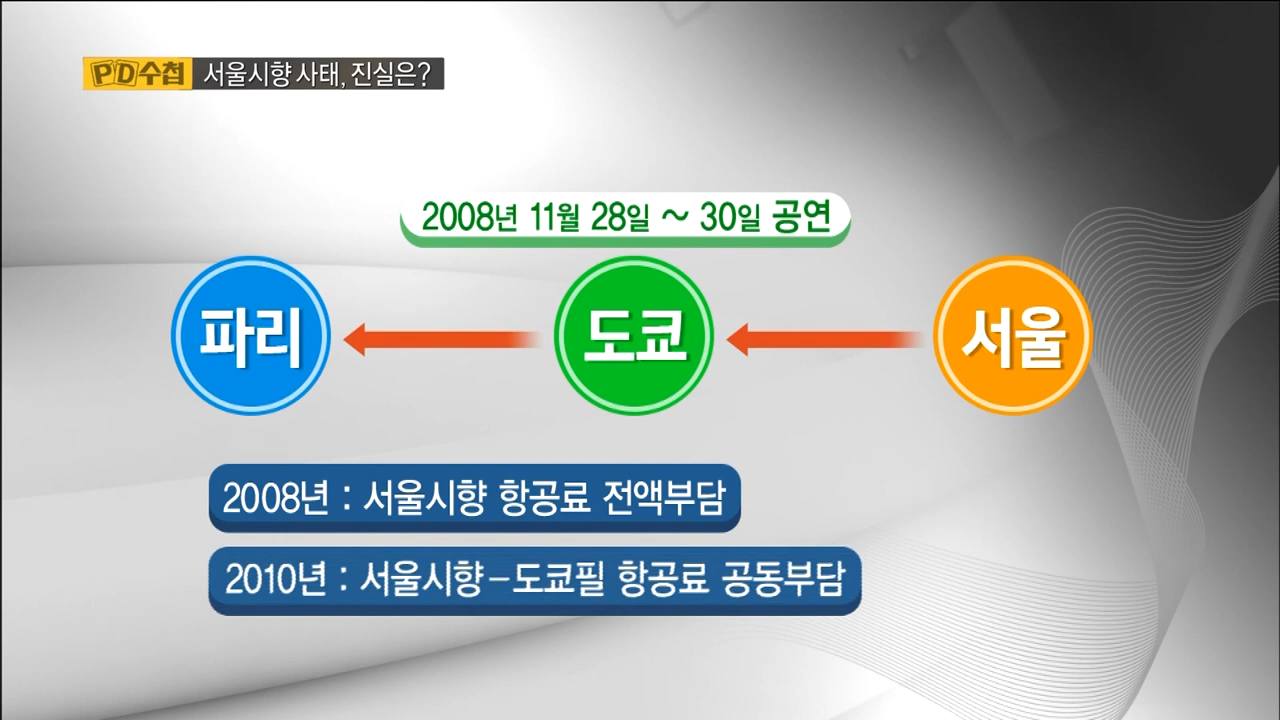 PD수첩 서울시향 사태, 진실은?
2008년 11월 28일 ~ 30일 공연
파리 도쿄 서울
2008년 : 서울시향 항공료 전액부담
2010년 : 서울시향-도쿄필 항공료 공동부담